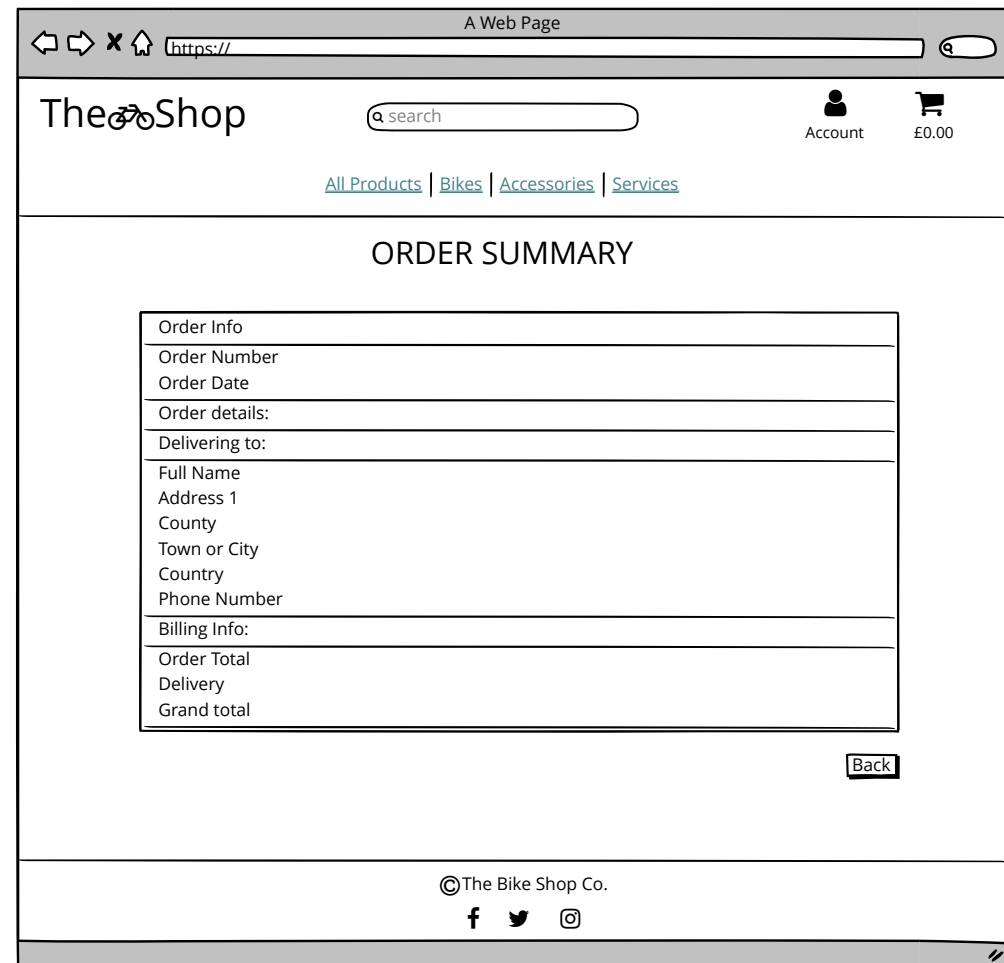 A Web Page
https://
The Shop
search
Account
£0.00
All Products | Bikes | Accessories | Services
ORDER SUMMARY
Order Info
Order Number
Order Date
Order details:
Delivering to:
Full Name
Address 1
County
Town or City
Country
Phone Number
Billing Info:
Order Total
Delivery
Grand total
Back
©The Bike Shop Co.